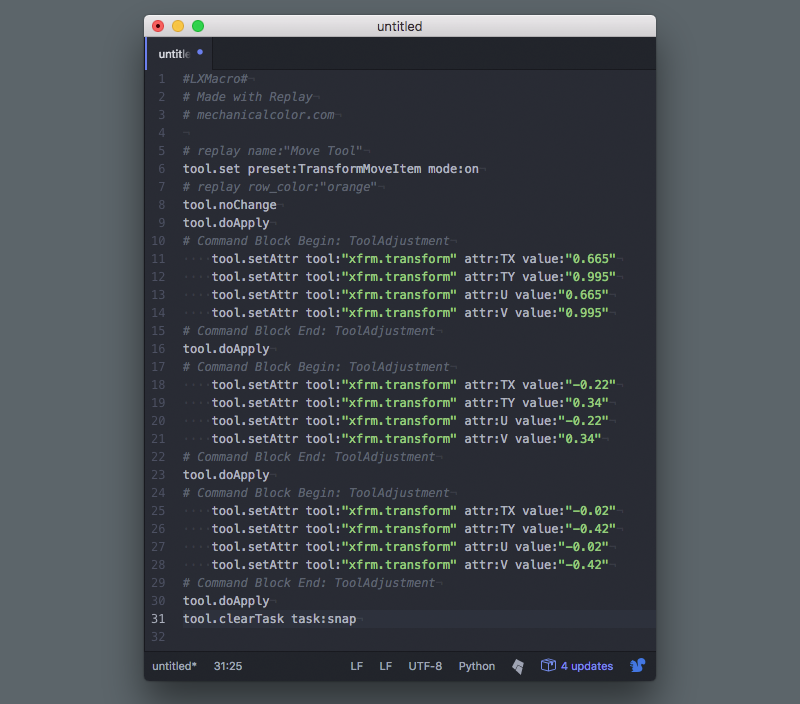 untitled
untitle
1 #LXMacro#¬
2 # Made with Replay¬
3 # mechanicalcolor.com¬
4 ¬
5 # replay name:"Move Tool"¬
6 tool.set preset:TransformMoveItem mode:on¬
7 # replay row_color:"orange"¬
8 tool.noChange¬
9 tool.doApply¬
10 # Command Block Begin: ToolAdjustment¬
11 ····tool.setAttr tool:"xfrm.transform" attr:TX value:"0.665"¬
12 ····tool.setAttr tool:"xfrm.transform" attr:TY value:"0.995"¬
13 ····tool.setAttr tool:"xfrm.transform" attr:U value:"0.665"¬
14 ····tool.setAttr tool:"xfrm.transform" attr:V value:"0.995"¬
15 # Command Block End: ToolAdjustment¬
16 tool.doApply¬
17 # Command Block Begin: ToolAdjustment¬
18 ····tool.setAttr tool:"xfrm.transform" attr:TX value:"-0.22"¬
19 ····tool.setAttr tool:"xfrm.transform" attr:TY value:"0.34"¬
20 ····tool.setAttr tool:"xfrm.transform" attr:U value:"-0.22"¬
21 ····tool.setAttr tool:"xfrm.transform" attr:V value:"0.34"¬
22 # Command Block End: ToolAdjustment¬
23 tool.doApply¬
24 # Command Block Begin: ToolAdjustment¬
25 ····tool.setAttr tool:"xfrm.transform" attr:TX value:"-0.02"¬
26 ····tool.setAttr tool:"xfrm.transform" attr:TY value:"-0.42"¬
27 ····tool.setAttr tool:"xfrm.transform" attr:U value:"-0.02"¬
28 ····tool.setAttr tool:"xfrm.transform" attr:V value:"-0.42"¬
29 # Command Block End: ToolAdjustment¬
30 tool.doApply¬
31 tool.clearTask task:snap¬
32
untitled* 31:25 LF LF UTF-8 Python 4 updates